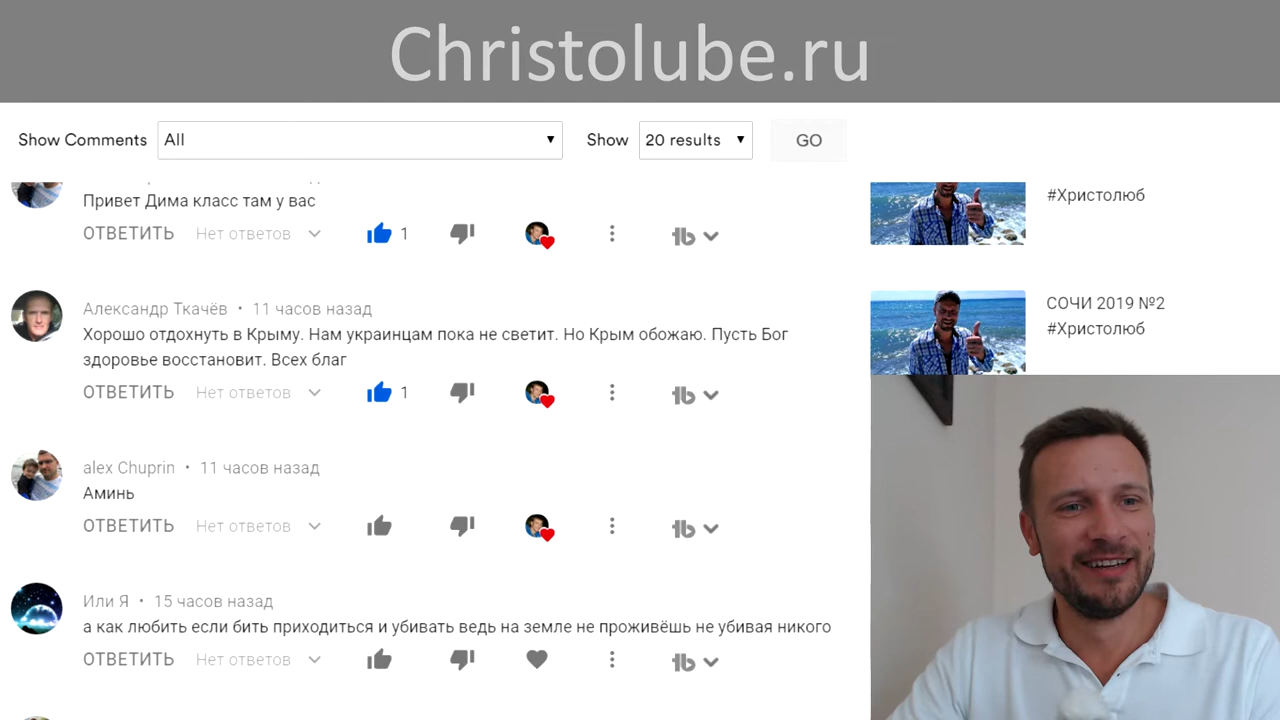 Christolube.ru
Show Comments All Show 20 results GO
Привет Дима класс там у вас
ОТВЕТИТЬ Нет ответов 1
#Христолюб
Александр Ткачёв • 11 часов назад
Хорошо отдохнуть в Крыму. Нам украинцам пока не светит. Но Крым обожаю. Пусть Бог
здоровье восстановит. Всех благ
ОТВЕТИТЬ Нет ответов 1
СОЧИ 2019 №2
#Христолюб
alex Chuprin • 11 часов назад
Аминь
ОТВЕТИТЬ Нет ответов
Или Я • 15 часов назад
а как любить если бить приходиться и убивать ведь на земле не проживёшь не убивая никого
ОТВЕТИТЬ Нет ответов